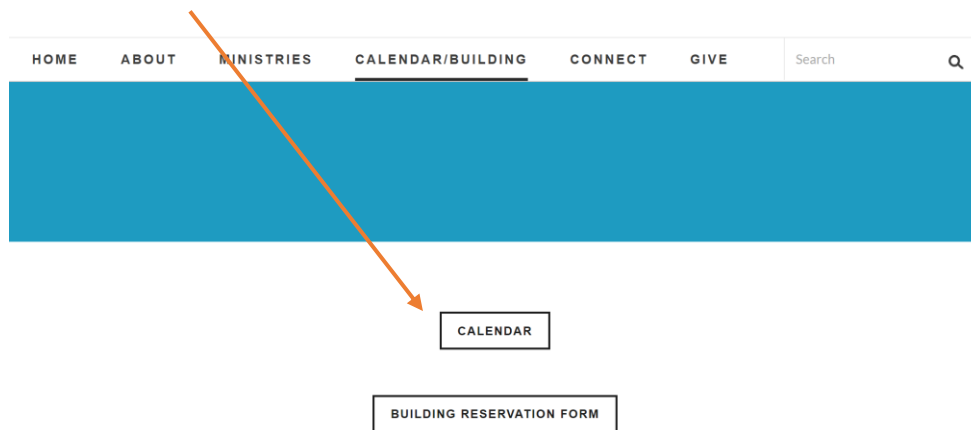 HOME ABOUT MINISTRIES CALENDAR/BUILDING CONNECT GIVE Search
CALENDAR
BUILDING RESERVATION FORM